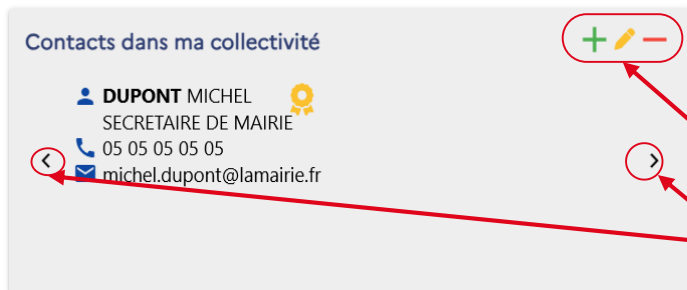 Contacts dans ma collectivité
DUPONT MICHEL
SECRETAIRE DE MAIRIE
05 05 05 05 05
michel.dupont@lamairie.fr